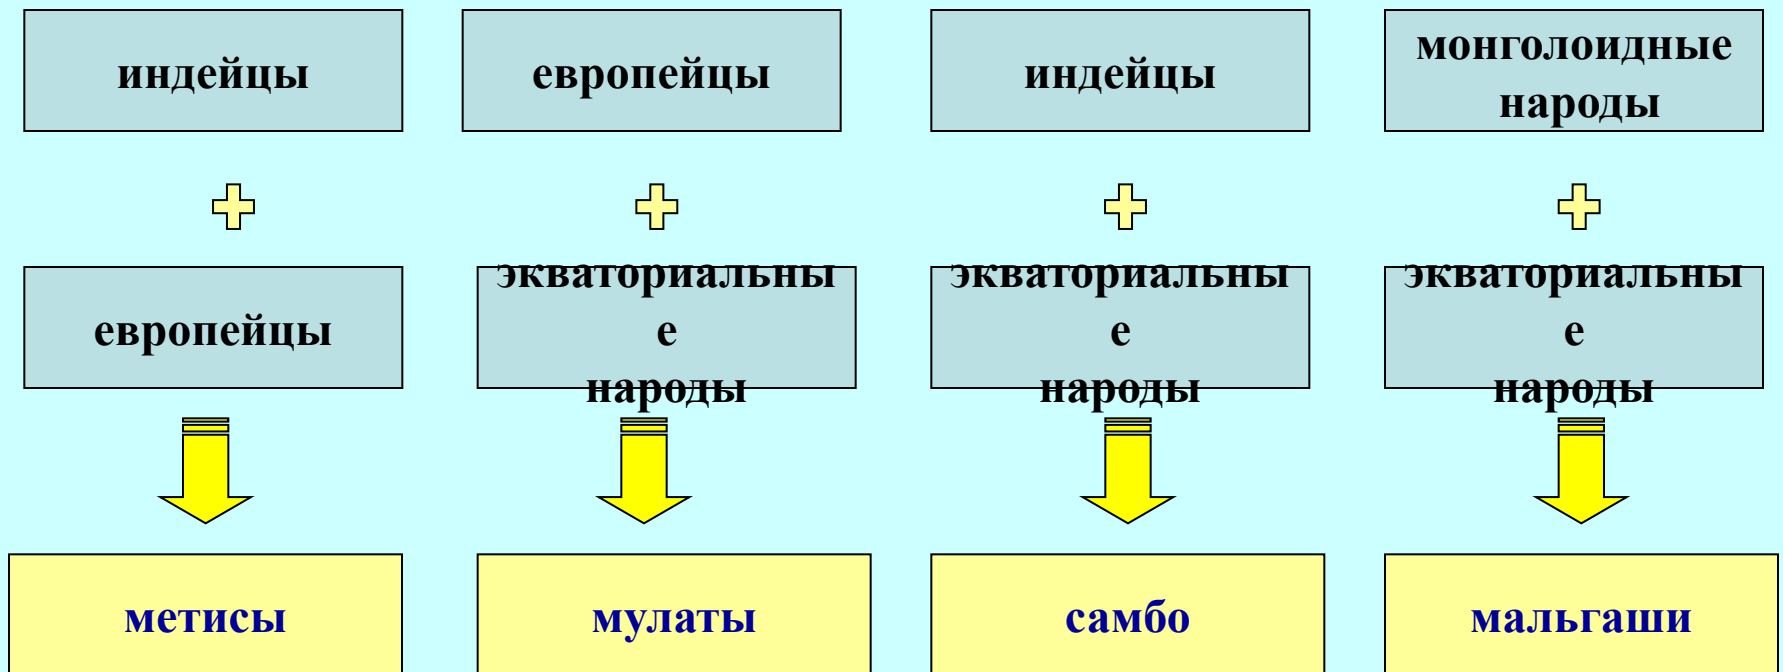 индейцы
европейцы
индейцы
монголоидные
народы
европейцы
экваториальны
е
народы
экваториальны
е
народы
экваториальны
е
народы
метисы
мулаты
самбо
мальгаши